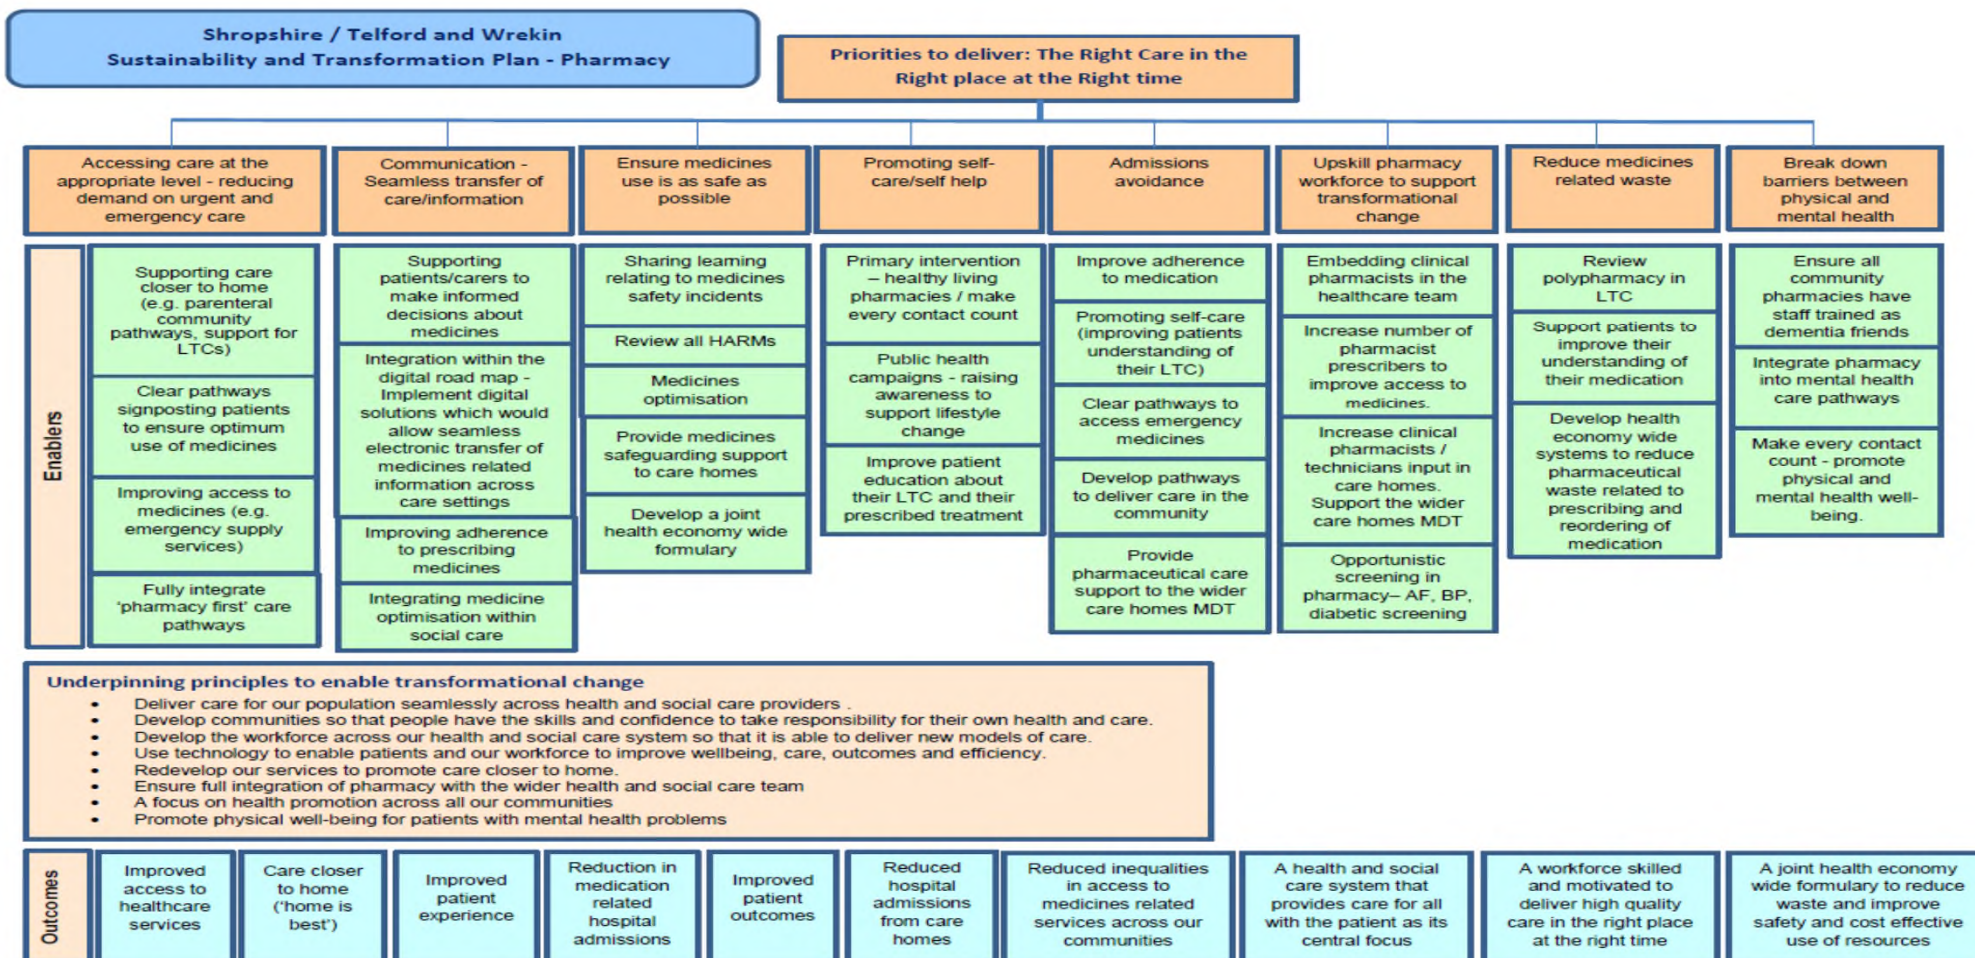 Shropshire / Telford and Wrekin
Sustainability and Transformation Plan - Pharmacy
Priorities to deliver: The Right Care in the
Right place at the Right time
Accessing care at the
appropriate level - reducing
demand on urgent and
emergency care
Communication -
Seamless transfer of
care/information
Ensure medicines
use is as safe as
possible
Promoting self-
care/self help
Admissions
avoidance
Upskill pharmacy
workforce to support
transformational
change
Reduce medicines
related waste
Break down
barriers between
physical and
mental health
Enablers
Supporting care
closer to home
(e.g. parenteral
community
pathways, support for
LTCs)
Clear pathways
signposting patients
to ensure optimum
use of medicines
Improving access to
medicines (e.g.
emergency supply
services)
Fully integrate
'pharmacy first' care
pathways
Supporting
patients/carers to
make informed
decisions about
medicines
Integration within the
digital road map -
Implement digital
solutions which would
allow seamless
electronic transfer of
medicines related
information across
care settings
Improving adherence
to prescribing
medicines
Integrating medicine
optimisation within
social care
Sharing learning
relating to medicines
safety incidents
Review all HARMs
Medicines
optimisation
Provide medicines
safeguarding support
to care homes
Develop a joint
health economy wide
formulary
Primary intervention
– healthy living
pharmacies / make
every contact count
Public health
campaigns - raising
awareness to
support lifestyle
change
Improve patient
education about
their LTC and their
prescribed treatment
Improve adherence
to medication
Promoting self-care
(improving patients
understanding of
their LTC)
Clear pathways to
access emergency
medicines
Develop pathways
to deliver care in the
community
Provide
pharmaceutical care
support to the wider
care homes MDT
Embedding clinical
pharmacists in the
healthcare team
Increase number of
pharmacist
prescribers to
improve access to
medicines.
Increase clinical
pharmacists /
technicians input in
care homes.
Support the wider
care homes MDT
Opportunistic
screening in
pharmacy– AF, BP,
diabetic screening
Review
polypharmacy in
LTC
Support patients to
improve their
understanding of
their medication
Develop health
economy wide
systems to reduce
pharmaceutical
waste related to
prescribing and
reordering of
medication
Ensure all
community
pharmacies have
staff trained as
dementia friends
Integrate pharmacy
into mental health
care pathways
Make every contact
count - promote
physical and
mental health well-
being.
Underpinning principles to enable transformational change
• Deliver care for our population seamlessly across health and social care providers .
• Develop communities so that people have the skills and confidence to take responsibility for their own health and care.
• Develop the workforce across our health and social care system so that it is able to deliver new models of care.
• Use technology to enable patients and our workforce to improve wellbeing, care, outcomes and efficiency.
• Redevelop our services to promote care closer to home.
• Ensure full integration of pharmacy with the wider health and social care team
• A focus on health promotion across all our communities
• Promote physical well-being for patients with mental health problems
Outcomes
Improved
access to
healthcare
services
Care closer
to home
('home is
best')
Improved
patient
experience
Reduction in
medication
related
hospital
admissions
Improved
patient
outcomes
Reduced
hospital
admissions
from care
homes
Reduced inequalities
in access to
medicines related
services across our
communities
A health and social
care system that
provides care for all
with the patient as its
central focus
A workforce skilled
and motivated to
deliver high quality
care in the right place
at the right time
A joint health economy
wide formulary to reduce
waste and improve
safety and cost effective
use of resources